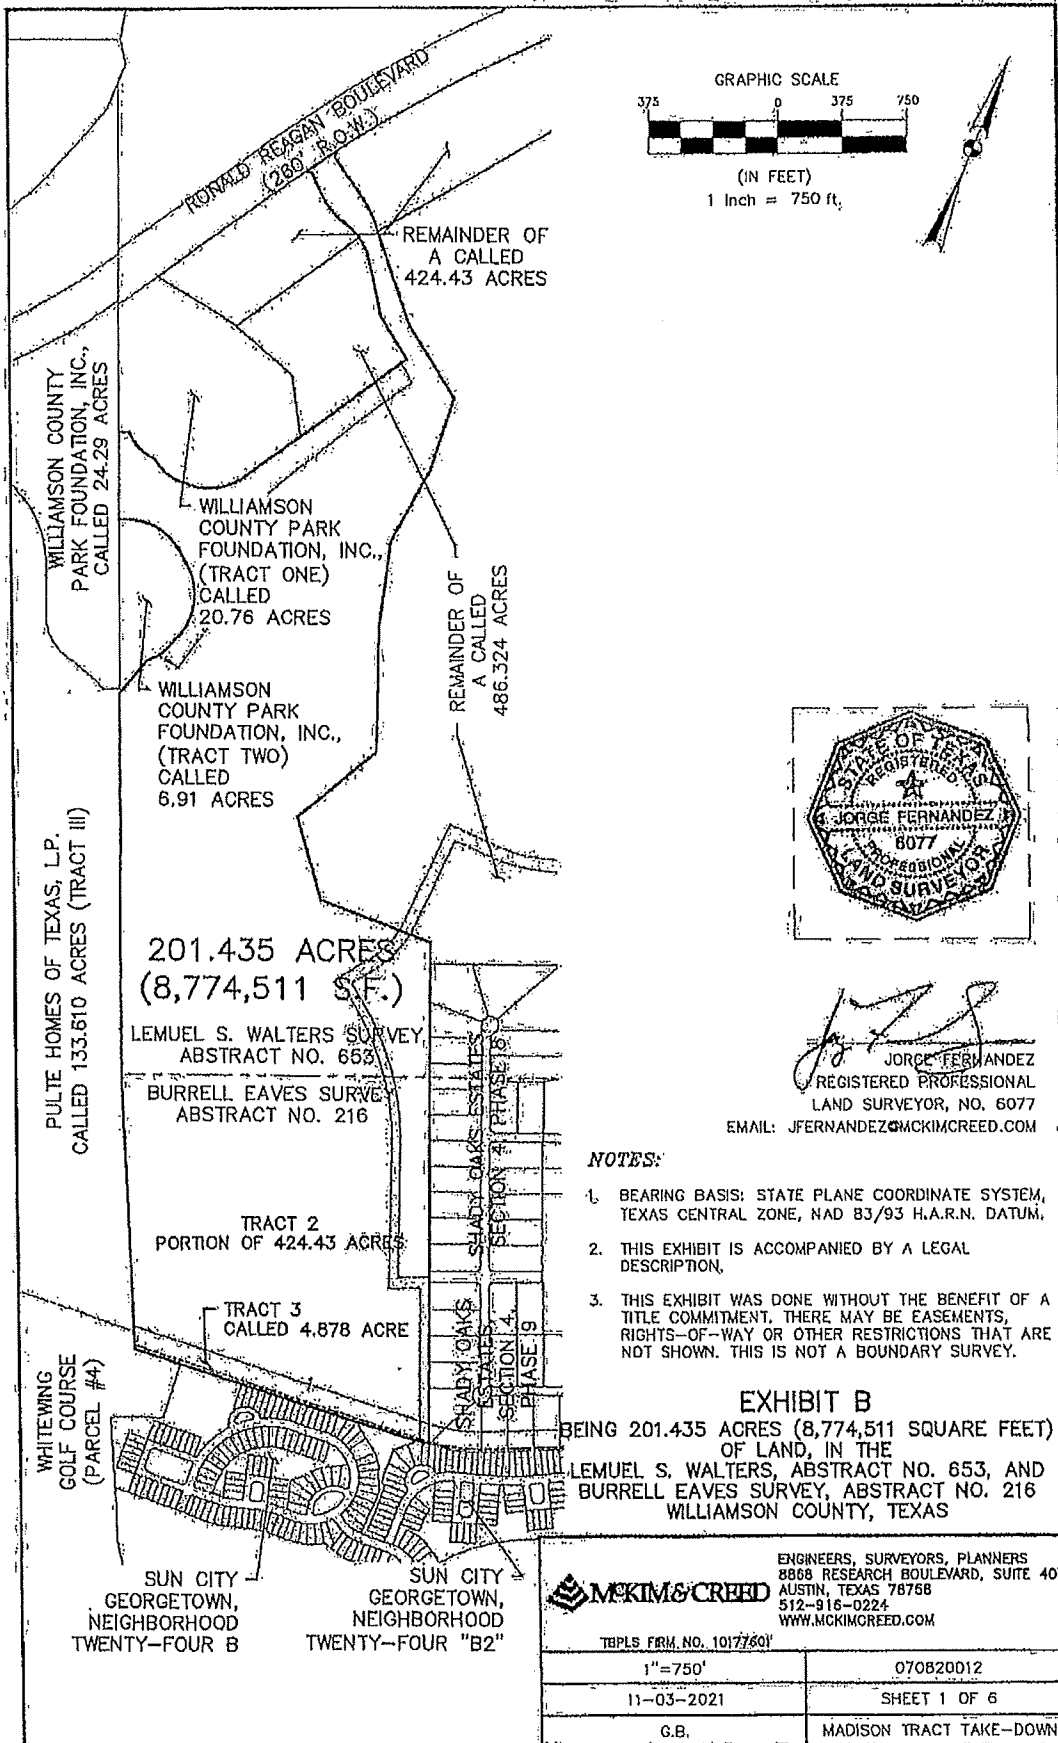 RONALD REAGAN BOULEVARD
(260' R.O.W.)
GRAPHIC SCALE
375 0 375 750
(IN FEET)
1 Inch = 750 ft.
REMAINDER OF
A CALLED
424.43 ACRES
WILLIAMSON COUNTY
PARK FOUNDATION, INC.,
CALLED 24.29 ACRES
WILLIAMSON
COUNTY PARK
FOUNDATION, INC.,
(TRACT ONE)
CALLED
20.76 ACRES
REMAINDER OF
A CALLED
486.324 ACRES
WILLIAMSON
COUNTY PARK
FOUNDATION, INC.,
(TRACT TWO)
CALLED
6.91 ACRES
PULTE HOMES OF TEXAS, L.P.
CALLED 133.610 ACRES (TRACT III)
STATE OF TEXAS
REGISTERED
JORGE FERNANDEZ
6077
PROFESSIONAL
LAND SURVEYOR
201.435 ACRES
(8,774,511 S.F.)
LEMUEL S. WALTERS SURVEY,
ABSTRACT NO. 653
BURRELL EAVES SURVEY
ABSTRACT NO. 216
SHADY OAKS ESTATES
SECTION 4 PHASE 18
JORGE FERNANDEZ
REGISTERED PROFESSIONAL
LAND SURVEYOR, NO. 6077
EMAIL: JFERNANDEZ@MCKIMCREED.COM
NOTES:
1. BEARING BASIS: STATE PLANE COORDINATE SYSTEM,
TEXAS CENTRAL ZONE, NAD 83/93 H.A.R.N. DATUM.
2. THIS EXHIBIT IS ACCOMPANIED BY A LEGAL
DESCRIPTION.
3. THIS EXHIBIT WAS DONE WITHOUT THE BENEFIT OF A
TITLE COMMITMENT. THERE MAY BE EASEMENTS,
RIGHTS-OF-WAY OR OTHER RESTRICTIONS THAT ARE
NOT SHOWN. THIS IS NOT A BOUNDARY SURVEY.
TRACT 2
PORTION OF 424.43 ACRES
TRACT 3
CALLED 4.878 ACRE
SHADY OAKS
ESTATES
SECTION 4
PHASE 19
WHITEWING
GOLF COURSE
(PARCEL #4)
EXHIBIT B
BEING 201.435 ACRES (8,774,511 SQUARE FEET)
OF LAND, IN THE
LEMUEL S. WALTERS, ABSTRACT NO. 653, AND
BURRELL EAVES SURVEY, ABSTRACT NO. 216
WILLIAMSON COUNTY, TEXAS
SUN CITY
GEORGETOWN,
NEIGHBORHOOD
TWENTY-FOUR B
SUN CITY
GEORGETOWN,
NEIGHBORHOOD
TWENTY-FOUR "B2"
MCKIM&CREED
ENGINEERS, SURVEYORS, PLANNERS
8868 RESEARCH BOULEVARD, SUITE 40
AUSTIN, TEXAS 78758
512-916-0224
WWW.MCKIMCREED.COM
TBPLS FIRM. NO. 10177601
1"=750' 070820012
11-03-2021 SHEET 1 OF 6
G.B. MADISON TRACT TAKE-DOWN